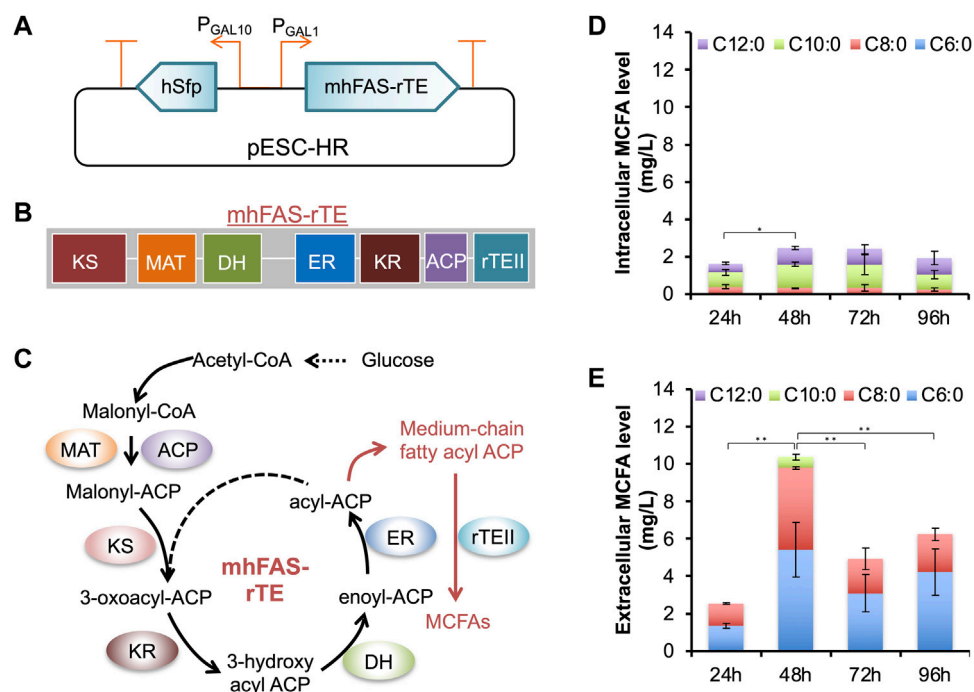 A
P_GAL10
P_GAL1
hSfp
mhFAS-rTE
pESC-HR
B
mhFAS-rTE
KS
MAT
DH
ER
KR
ACP
rTEII
C
Acetyl-CoA
Glucose
Malonyl-CoA
MAT
ACP
Malonyl-ACP
KS
3-oxoacyl-ACP
KR
3-hydroxy
acyl ACP
DH
enoyl-ACP
ER
acyl-ACP
mhFAS-
rTE
Medium-chain
fatty acyl ACP
rTEII
MCFAs
D
C12:0 C10:0 C8:0 C6:0
Intracellular MCFA level
(mg/L)
14
12
10
8
6
4
2
0
*
24h 48h 72h 96h
E
C12:0 C10:0 C8:0 C6:0
Extracellular MCFA level
(mg/L)
14
12
10
8
6
4
2
0
**
**
**
24h 48h 72h 96h